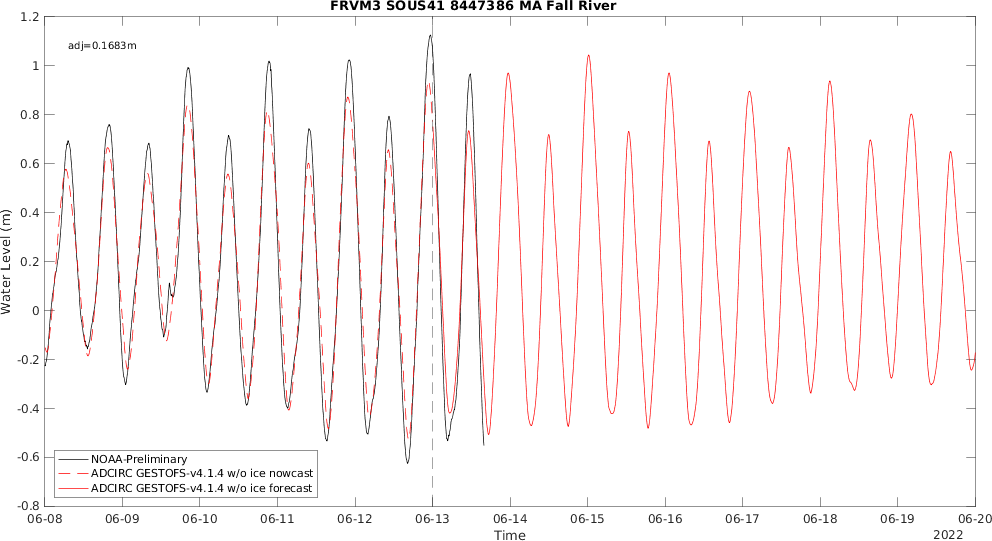 FRVM3 SOUS41 8447386 MA Fall River
adj=0.1683m
Water Level (m)
1.2
1
0.8
0.6
0.4
0.2
0
-0.2
-0.4
-0.6
-0.8
NOAA-Preliminary
ADCIRC GESTOFS-v4.1.4 w/o ice nowcast
ADCIRC GESTOFS-v4.1.4 w/o ice forecast
06-08 06-09 06-10 06-11 06-12 06-13 06-14 06-15 06-16 06-17 06-18 06-19 06-20
Time
2022